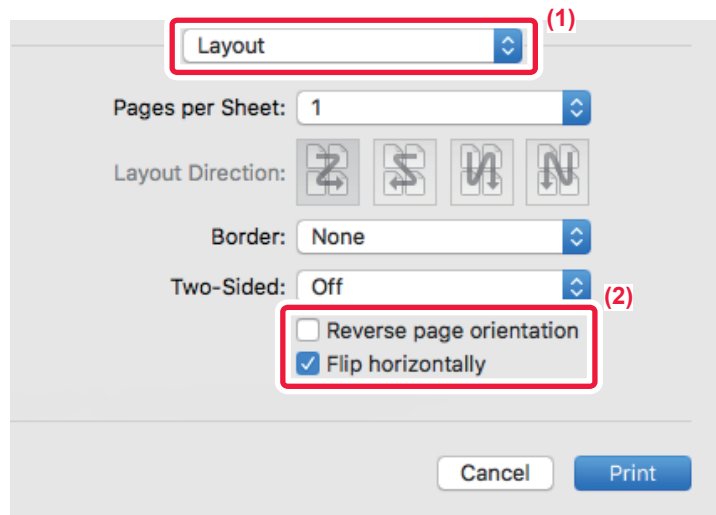 (1)
Layout
Pages per Sheet: 1
Layout Direction:
Border: None
Two-Sided: Off
(2)
Reverse page orientation
Flip horizontally
Cancel Print